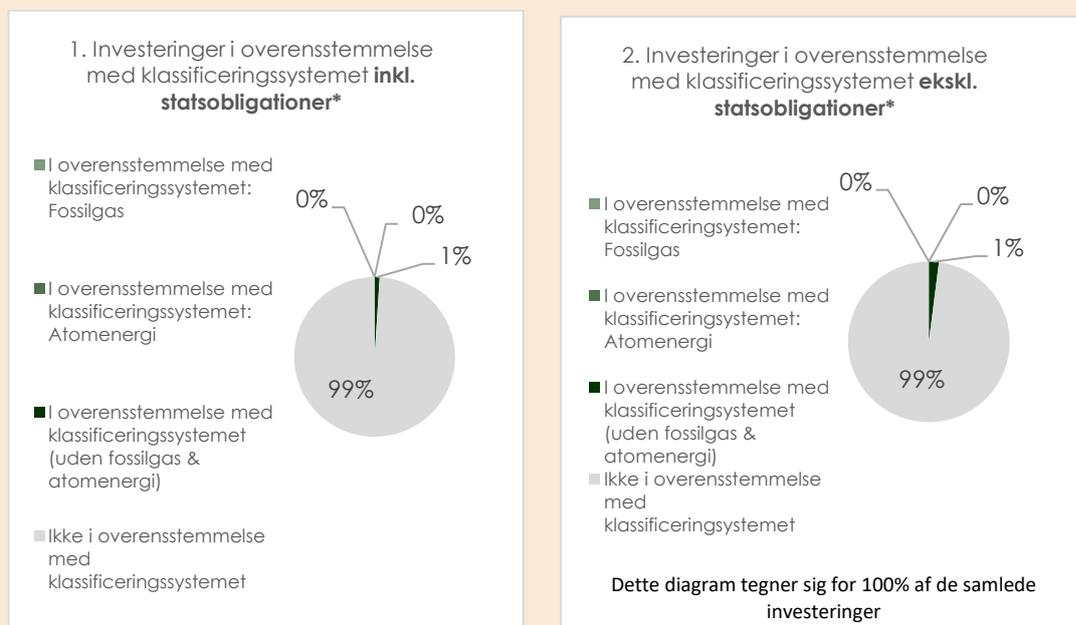 1. Investeringer i overensstemmelse
med klassificeringssystemet inkl.
statsobligationer*
I overensstemmelse med
klassificeringssystemet:
Fossilgas
I overensstemmelse med
klassificeringssystemet:
Atomenergi
I overensstemmelse med
klassificeringssystemet
(uden fossilgas &
atomenergi)
Ikke i overensstemmelse
med
klassificeringssystemet
0%
0%
1%
99%
2. Investeringer i overensstemmelse
med klassificeringssystemet ekskl.
statsobligationer*
I overensstemmelse med
klassificeringssystemet:
Fossilgas
I overensstemmelse med
klassificeringssystemet:
Atomenergi
I overensstemmelse med
klassificeringssystemet
(uden fossilgas &
atomenergi)
Ikke i overensstemmelse
med
klassificeringsystemet
0%
0%
1%
99%
Dette diagram tegner sig for 100% af de samlede
investeringer